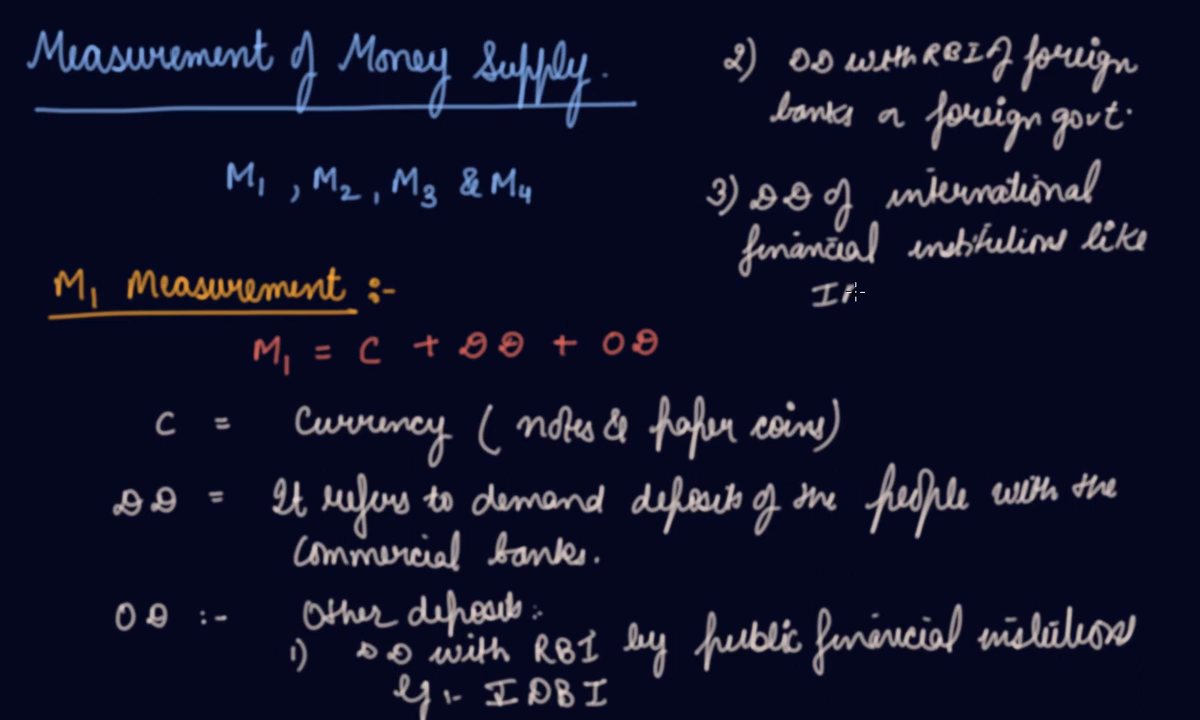 Measurement of Money Supply.
M1, M2, M3 & M4
M1 Measurement :-
M1 = C + DD + OD
C = Currency ( notes & paper coins)
DD = It refers to demand deposits of the people with the
Commercial banks.
OD :- Other deposits :-
1) DD with RBI by public financial institutions
Eg :- IDBI
2) DD with RBI of foreign
banks or foreign govt.
3) DD of international
financial institutions like